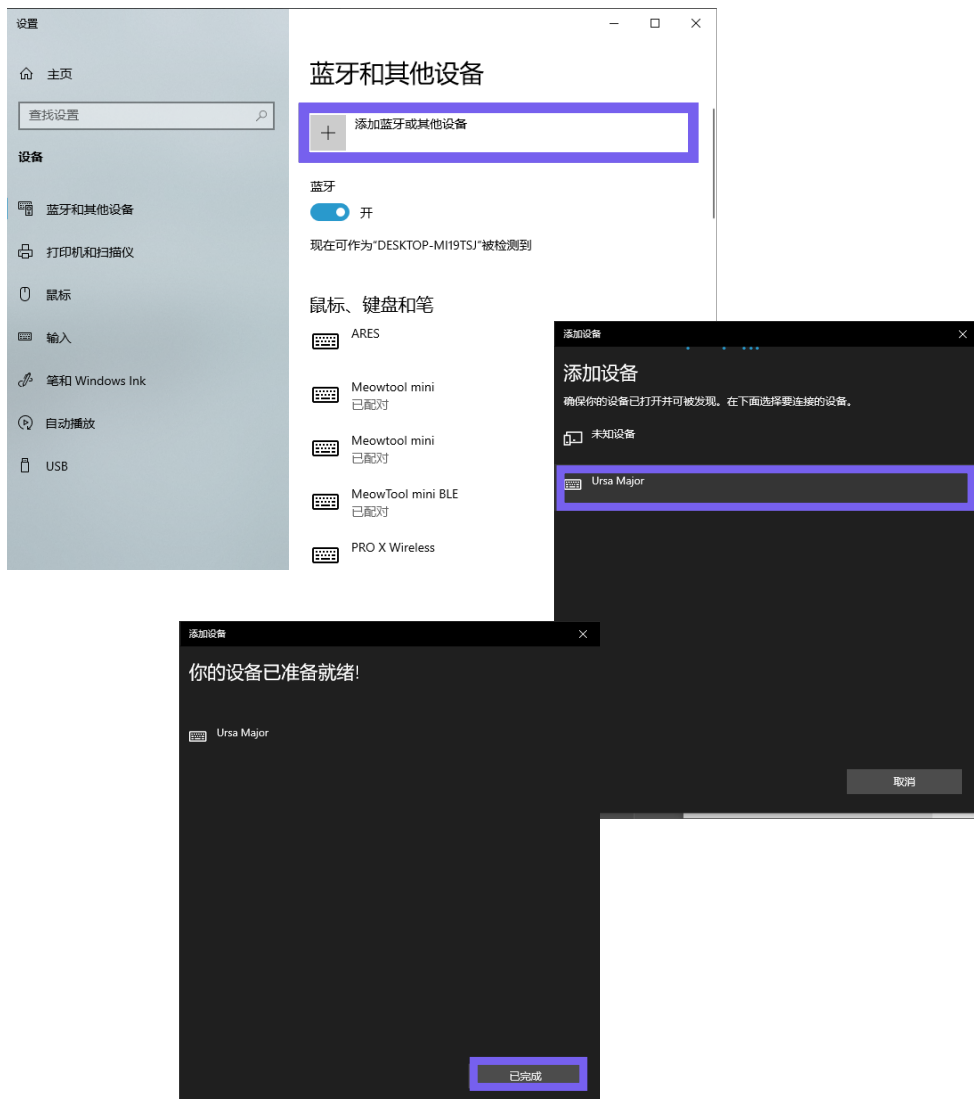 设置
主页
查找设置
设备
蓝牙和其他设备
打印机和扫描仪
鼠标
输入
笔和 Windows Ink
自动播放
USB
蓝牙和其他设备
添加蓝牙或其他设备
蓝牙
开
现在可作为“DESKTOP-MI19TSJ”被检测到
鼠标、键盘和笔
ARES
Meowtool mini
已配对
Meowtool mini
已配对
MeowTool mini BLE
已配对
PRO X Wireless
添加设备
添加设备
确保你的设备已打开并可被发现。在下面选择要连接的设备。
未知设备
Ursa Major
取消
添加设备
你的设备已准备就绪!
Ursa Major
已完成